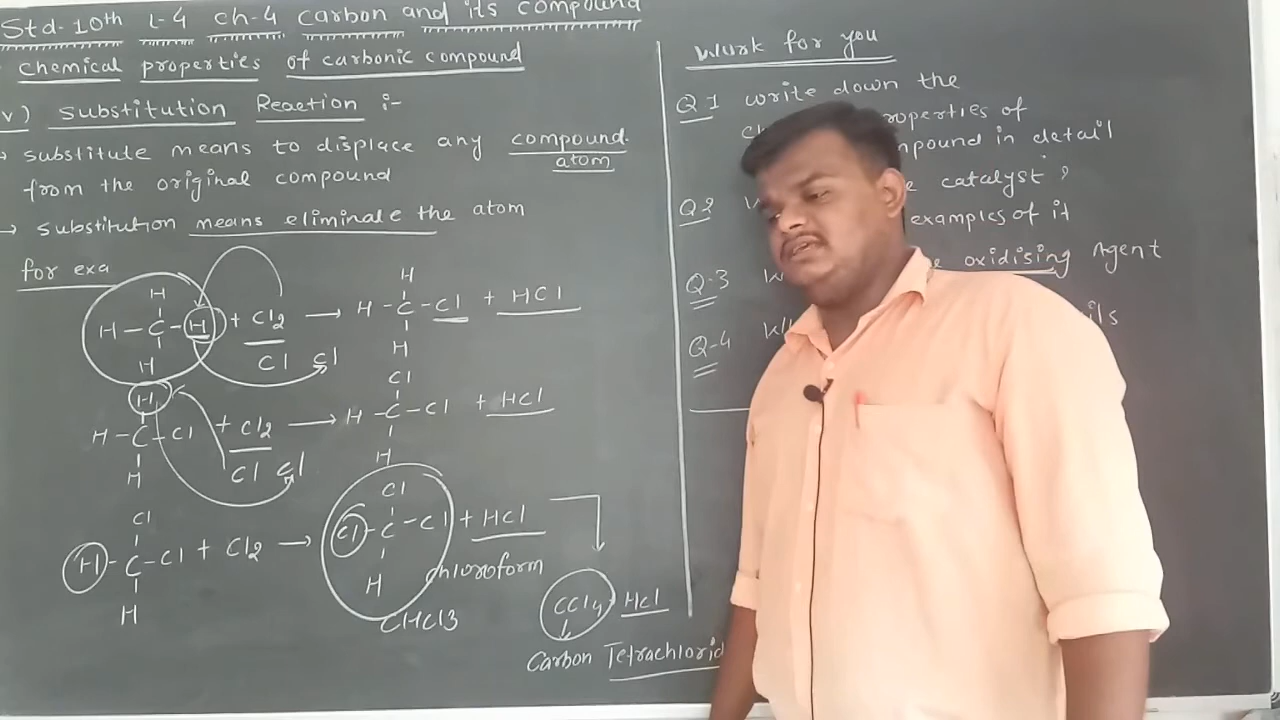 Std-10th L-4 ch-4 carbon and its compound
chemical properties of carbonic compound
v) Substitution Reaction :-
→ substitute means to displace any compound.
atom
from the original compound
→ substitution means eliminate the atom
for exa
H
H-C-H + Cl2 → H-C-Cl + HCl
H
H
H
Cl Cl
H
H-C-Cl + Cl2 → H-C-Cl + HCl
H
Cl
H
Cl Cl
Cl
H-C-Cl + Cl2 → Cl-C-Cl + HCl
H
Cl
H
chloroform
CHCl3
CCl4+ Hcl
Carbon Tetrachlorid
Work for you
Q1 write down the
properties of
in detail
Q2
catalyst ?
examples of it
Q-3
oxidising Agent
Q-4